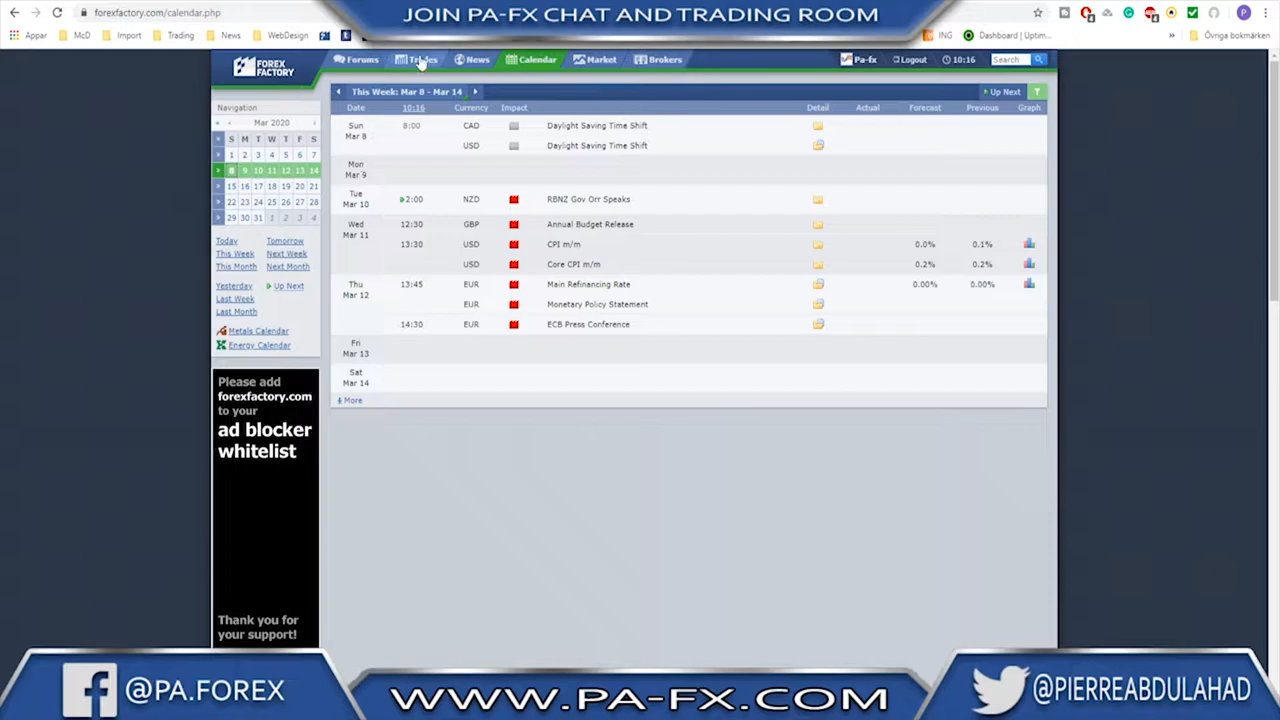 forexfactory.com/calendar.php
JOIN PA-FX CHAT AND TRADING ROOM
Appar McD Import Trading News WebDesign ING Dashboard | Uptim... Övriga bokmärken
FOREX FACTORY
Forums Trades News Calendar Market Brokers Pa-fx Logout 10:16 Search
Navigation
Mar 2020
S M T W T F S
1 2 3 4 5 6 7
8 9 10 11 12 13 14
15 16 17 18 19 20 21
22 23 24 25 26 27 28
29 30 31 1 2 3 4
Today Tomorrow
This Week Next Week
This Month Next Month
Yesterday Up Next
Last Week
Last Month
Metals Calendar
Energy Calendar
Please add
forexfactory.com
to your
ad blocker
whitelist
Thank you for
your support!
This Week: Mar 8 - Mar 14 Up Next
Date 10:16 Currency Impact Detail Actual Forecast Previous Graph
Sun Mar 8 8:00 CAD Daylight Saving Time Shift
USD Daylight Saving Time Shift
Mon Mar 9
Tue Mar 10 2:00 NZD RBNZ Gov Orr Speaks
Wed Mar 11 12:30 GBP Annual Budget Release
13:30 USD CPI m/m 0.0% 0.1%
USD Core CPI m/m 0.2% 0.2%
Thu Mar 12 13:45 EUR Main Refinancing Rate 0.00% 0.00%
EUR Monetary Policy Statement
14:30 EUR ECB Press Conference
Fri Mar 13
Sat Mar 14
More
@PA.FOREX
WWW.PA-FX.COM
@PIERREABDULAHAD